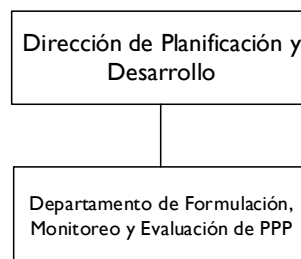 Dirección de Planificación y
Desarrollo
Departamento de Formulación,
Monitoreo y Evaluación de PPP